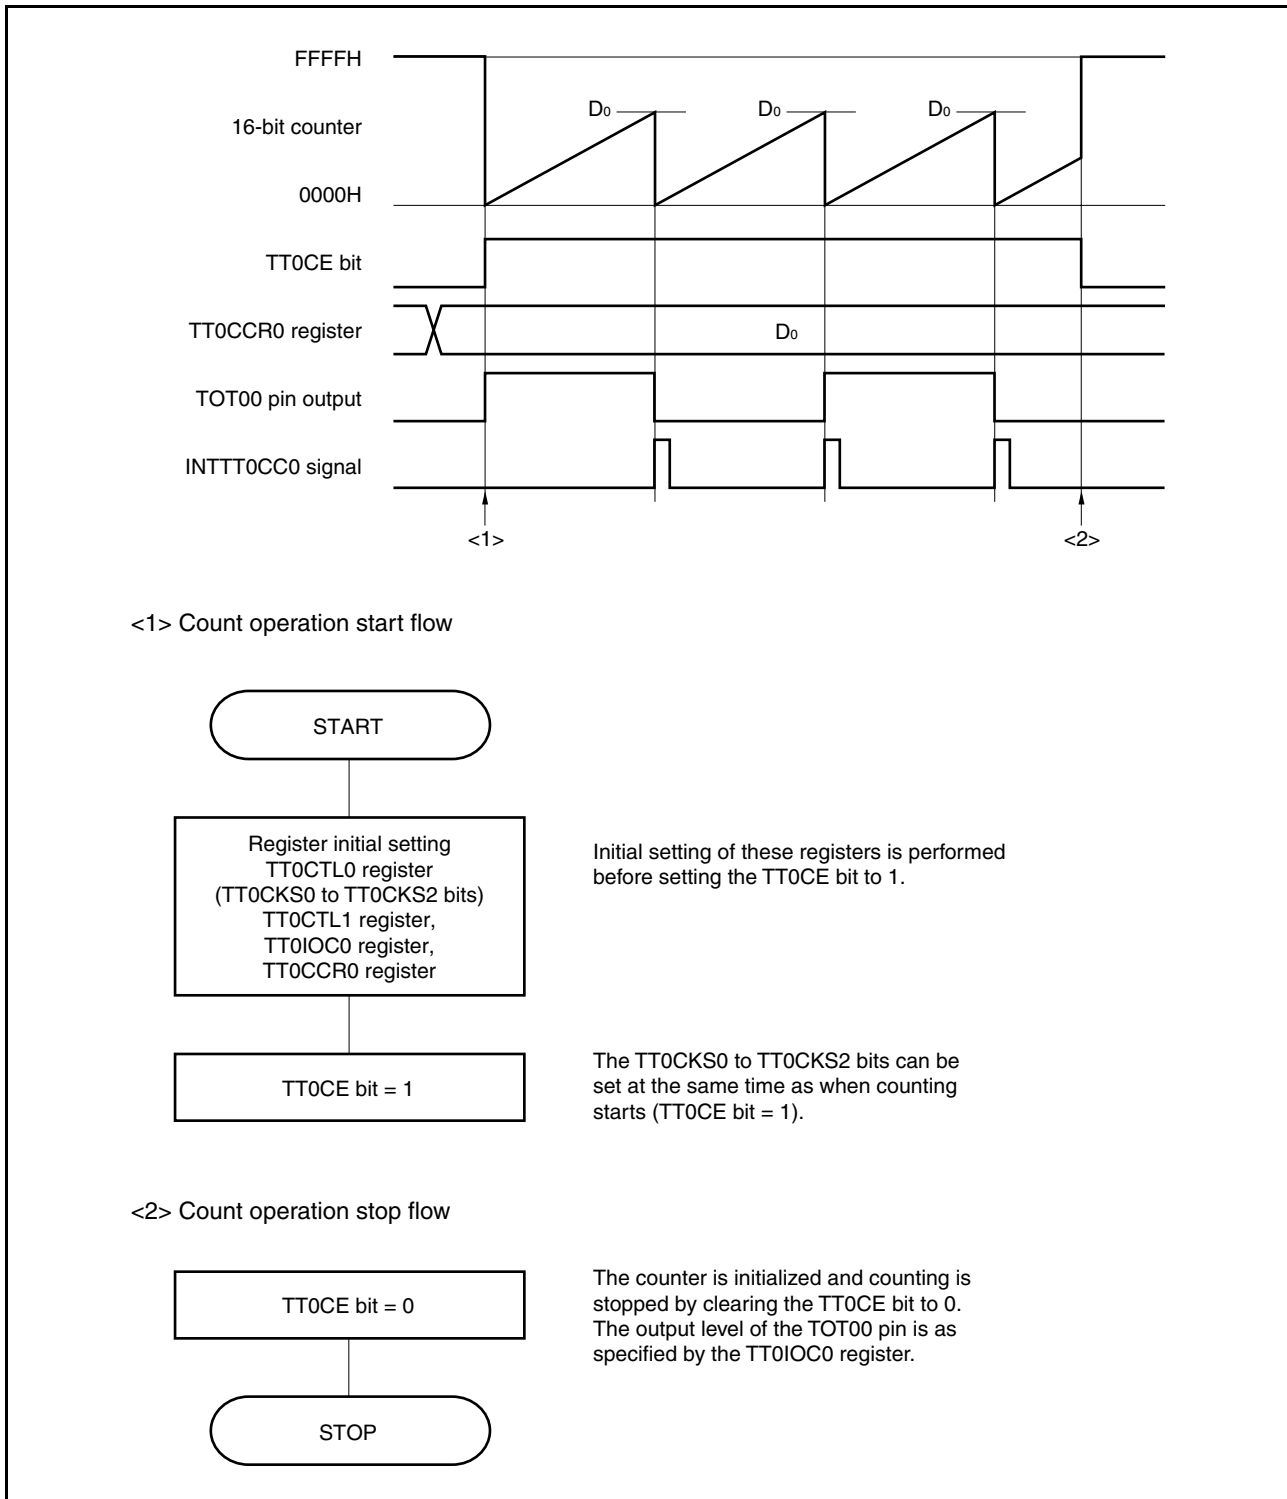 FFFFH
D0 D0 D0
16-bit counter
0000H
TT0CE bit
TT0CCR0 register D0
TOT00 pin output
INTTT0CC0 signal
<1> <2>
<1> Count operation start flow
START
Register initial setting
TT0CTL0 register
(TT0CKS0 to TT0CKS2 bits)
TT0CTL1 register,
TT0IOC0 register,
TT0CCR0 register
Initial setting of these registers is performed
before setting the TT0CE bit to 1.
TT0CE bit = 1
The TT0CKS0 to TT0CKS2 bits can be
set at the same time as when counting
starts (TT0CE bit = 1).
<2> Count operation stop flow
TT0CE bit = 0
The counter is initialized and counting is
stopped by clearing the TT0CE bit to 0.
The output level of the TOT00 pin is as
specified by the TT0IOC0 register.
STOP